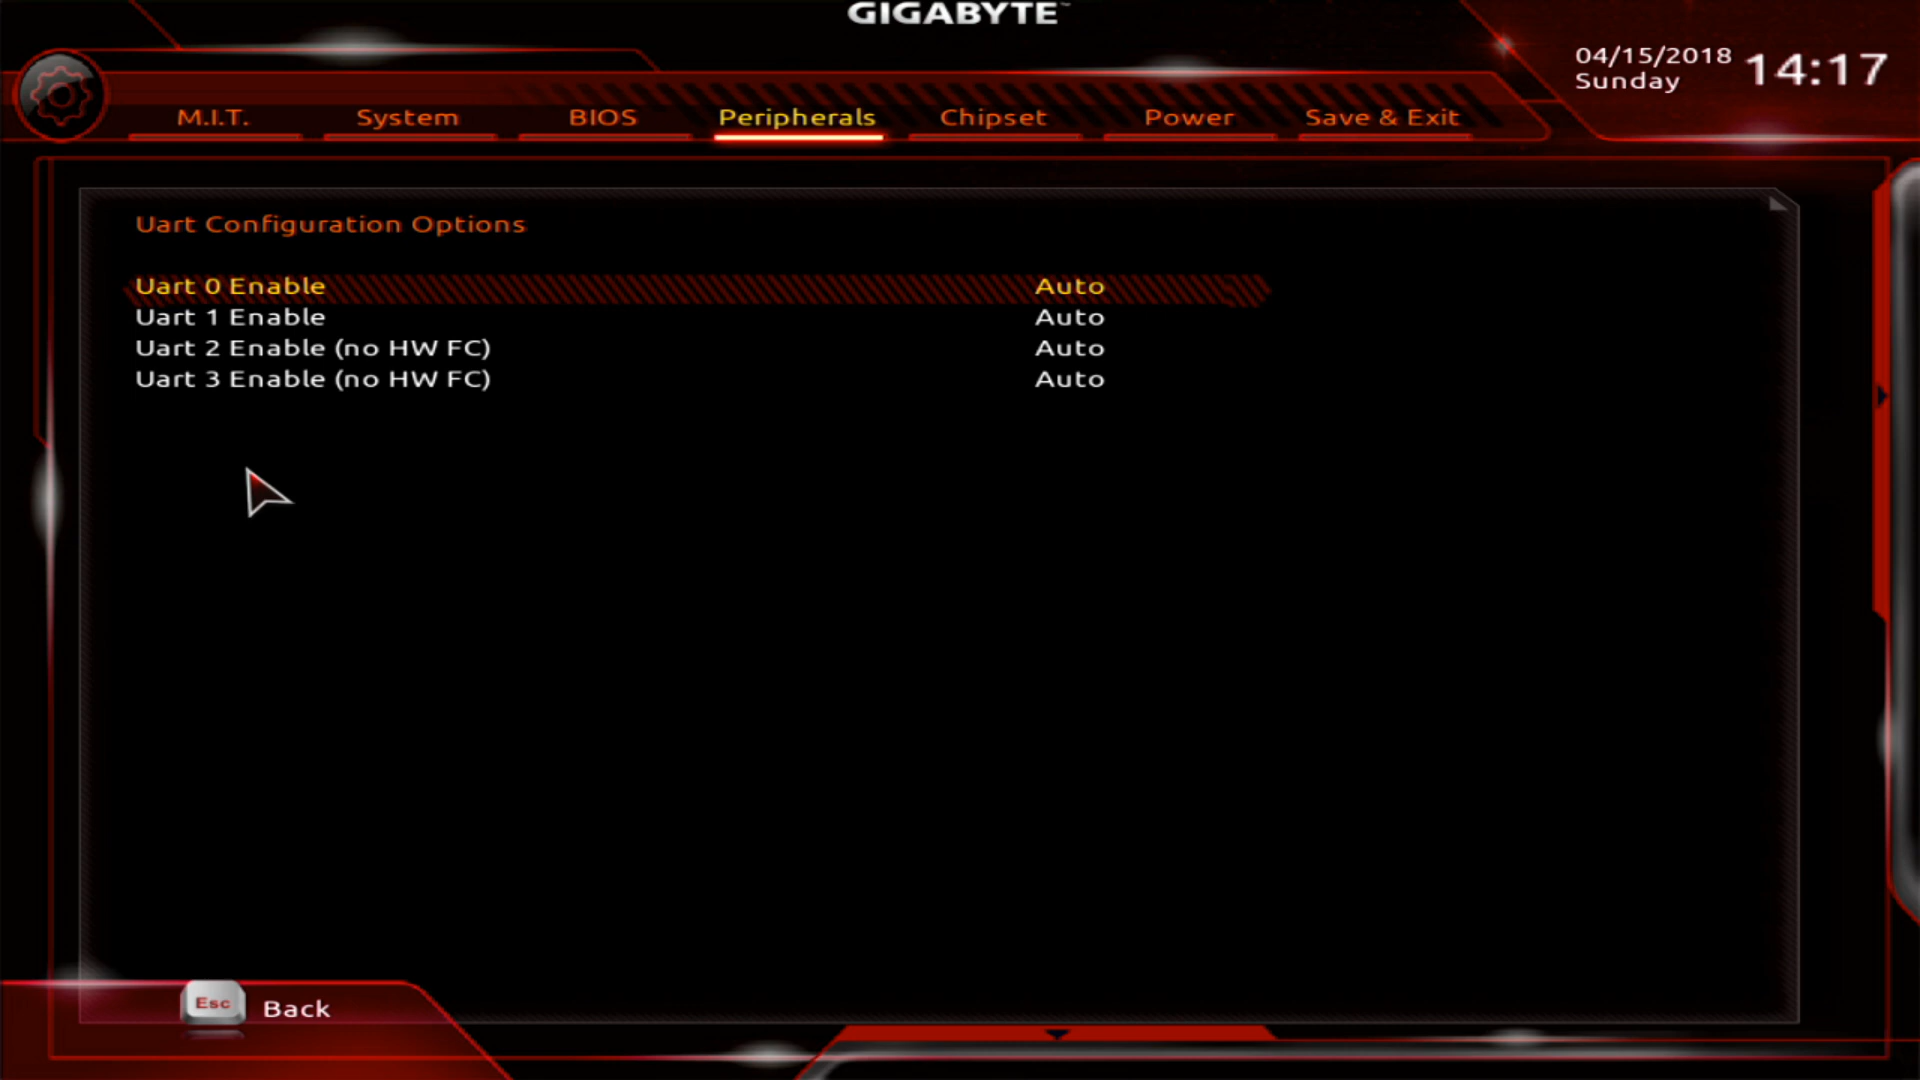 GIGABYTE™
04/15/2018
Sunday
14:17
M.I.T. System BIOS Peripherals Chipset Power Save & Exit
Uart Configuration Options
Uart 0 Enable Auto
Uart 1 Enable Auto
Uart 2 Enable (no HW FC) Auto
Uart 3 Enable (no HW FC) Auto
Esc Back